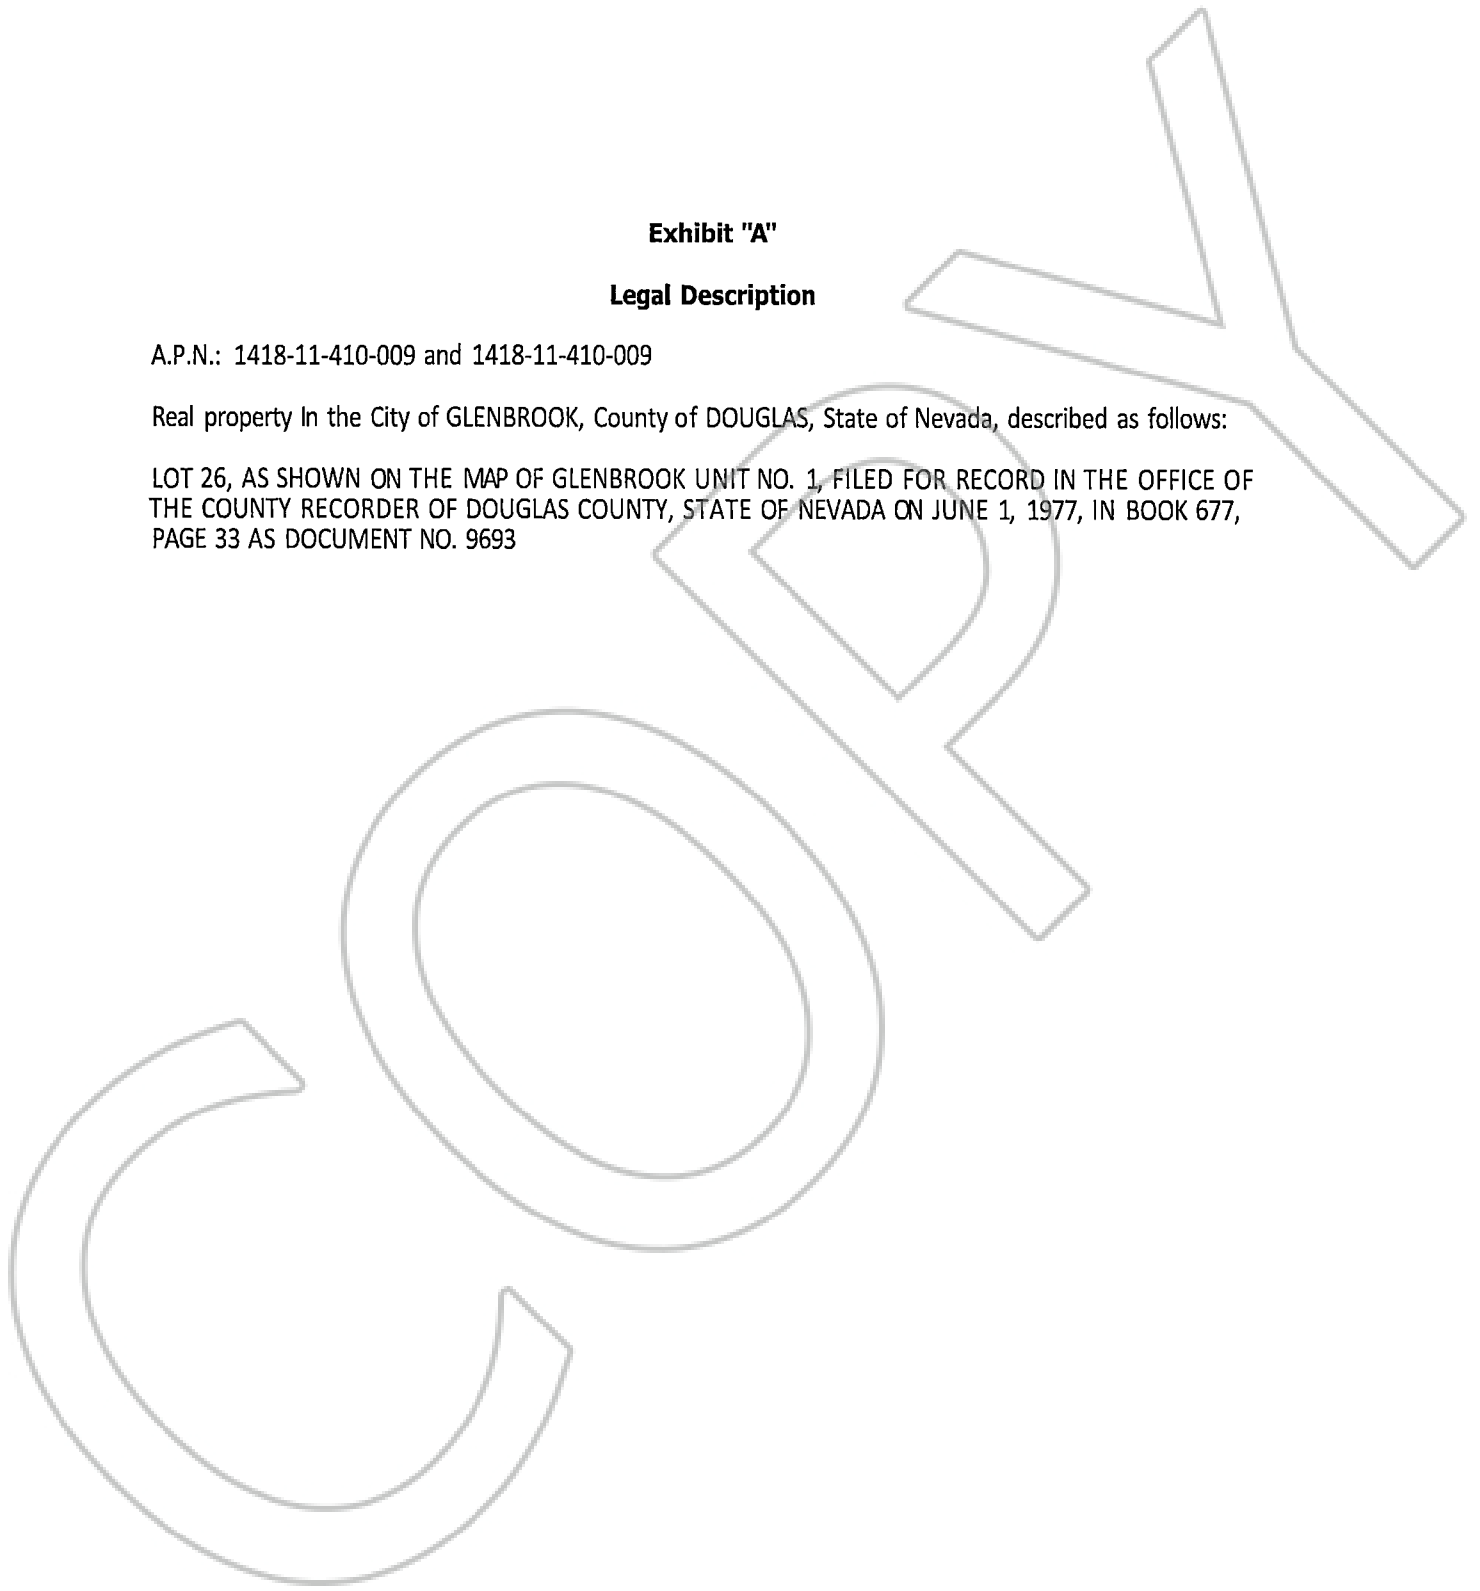 Exhibit "A"
Legal Description
A.P.N.: 1418-11-410-009 and 1418-11-410-009
Real property In the City of GLENBROOK, County of DOUGLAS, State of Nevada, described as follows:
LOT 26, AS SHOWN ON THE MAP OF GLENBROOK UNIT NO. 1, FILED FOR RECORD IN THE OFFICE OF
THE COUNTY RECORDER OF DOUGLAS COUNTY, STATE OF NEVADA ON JUNE 1, 1977, IN BOOK 677,
PAGE 33 AS DOCUMENT NO. 9693
COPY